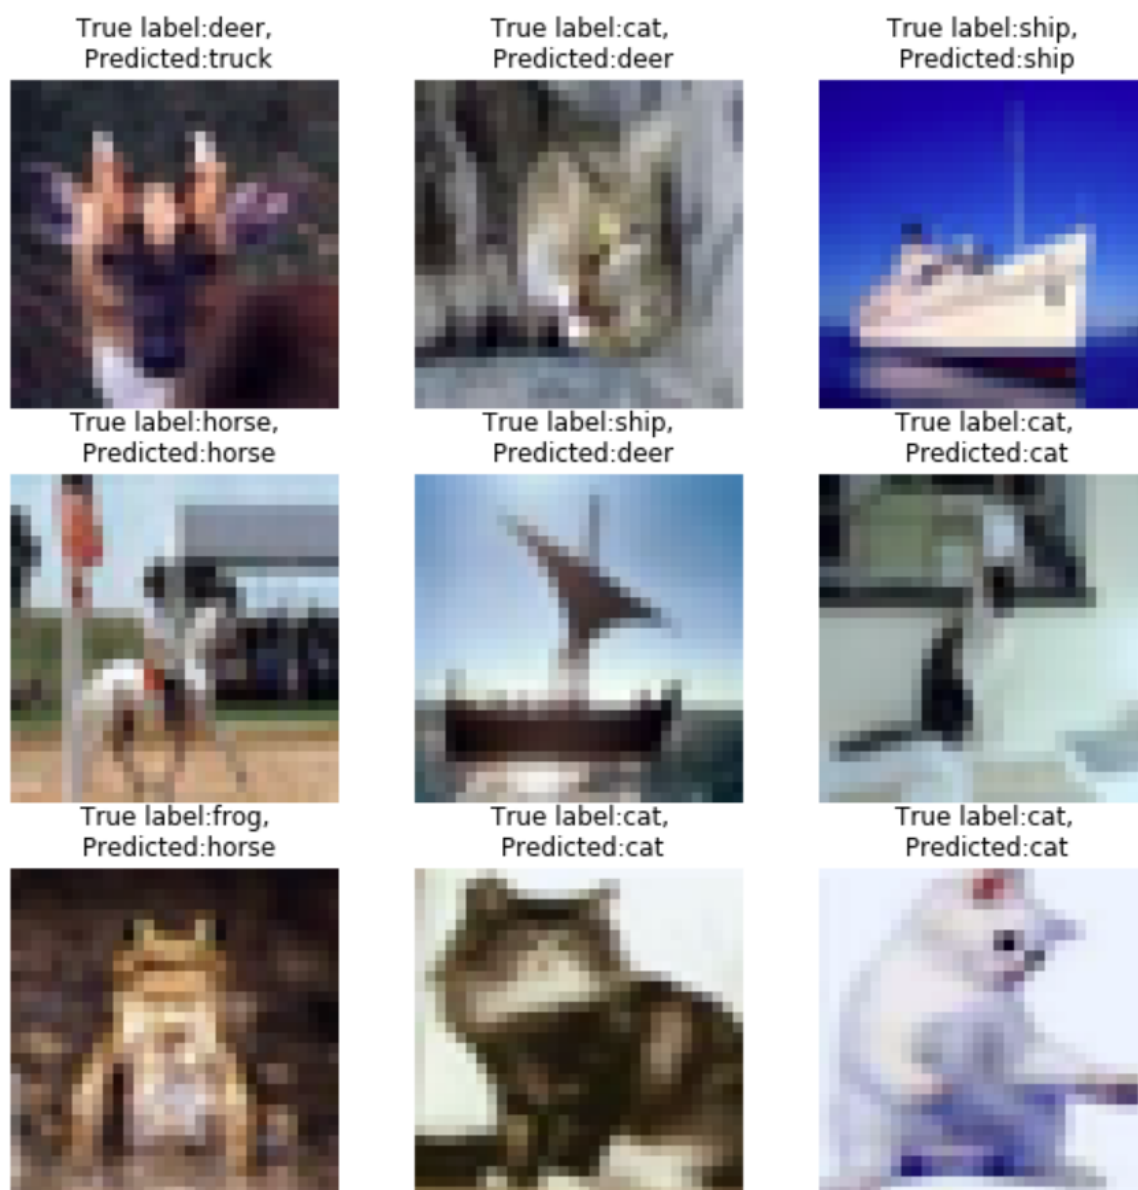 True label:deer,
Predicted:truck
True label:cat,
Predicted:deer
True label:ship,
Predicted:ship
True label:horse,
Predicted:horse
True label:ship,
Predicted:deer
True label:cat,
Predicted:cat
True label:frog,
Predicted:horse
True label:cat,
Predicted:cat
True label:cat,
Predicted:cat